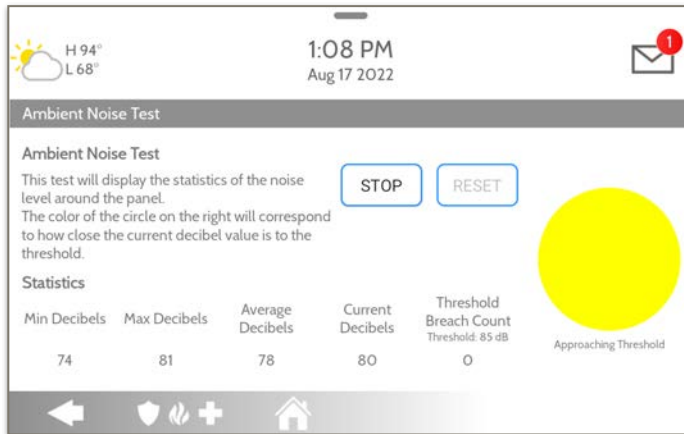 H 94°
L 68°
1:08 PM
Aug 17 2022
1
Ambient Noise Test
Ambient Noise Test
This test will display the statistics of the noise
level around the panel.
The color of the circle on the right will correspond
to how close the current decibel value is to the
threshold.
STOP
RESET
Statistics
Min Decibels
Max Decibels
Average
Decibels
Current
Decibels
Threshold
Breach Count
Threshold: 85 dB
74
81
78
80
0
Approaching Threshold